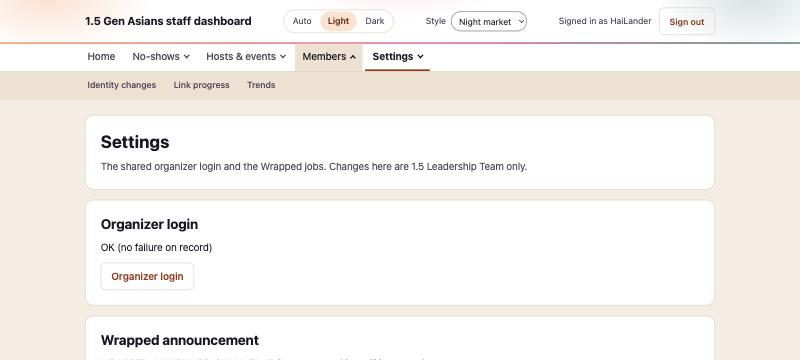 1.5 Gen Asians staff dashboard
Auto Light Dark
Style Night market
Signed in as HaiLander
Sign out
Home No-shows Hosts & events Members Settings
Identity changes Link progress Trends
Settings
The shared organizer login and the Wrapped jobs. Changes here are 1.5 Leadership Team only.
Organizer login
OK (no failure on record)
Organizer login
Wrapped announcement